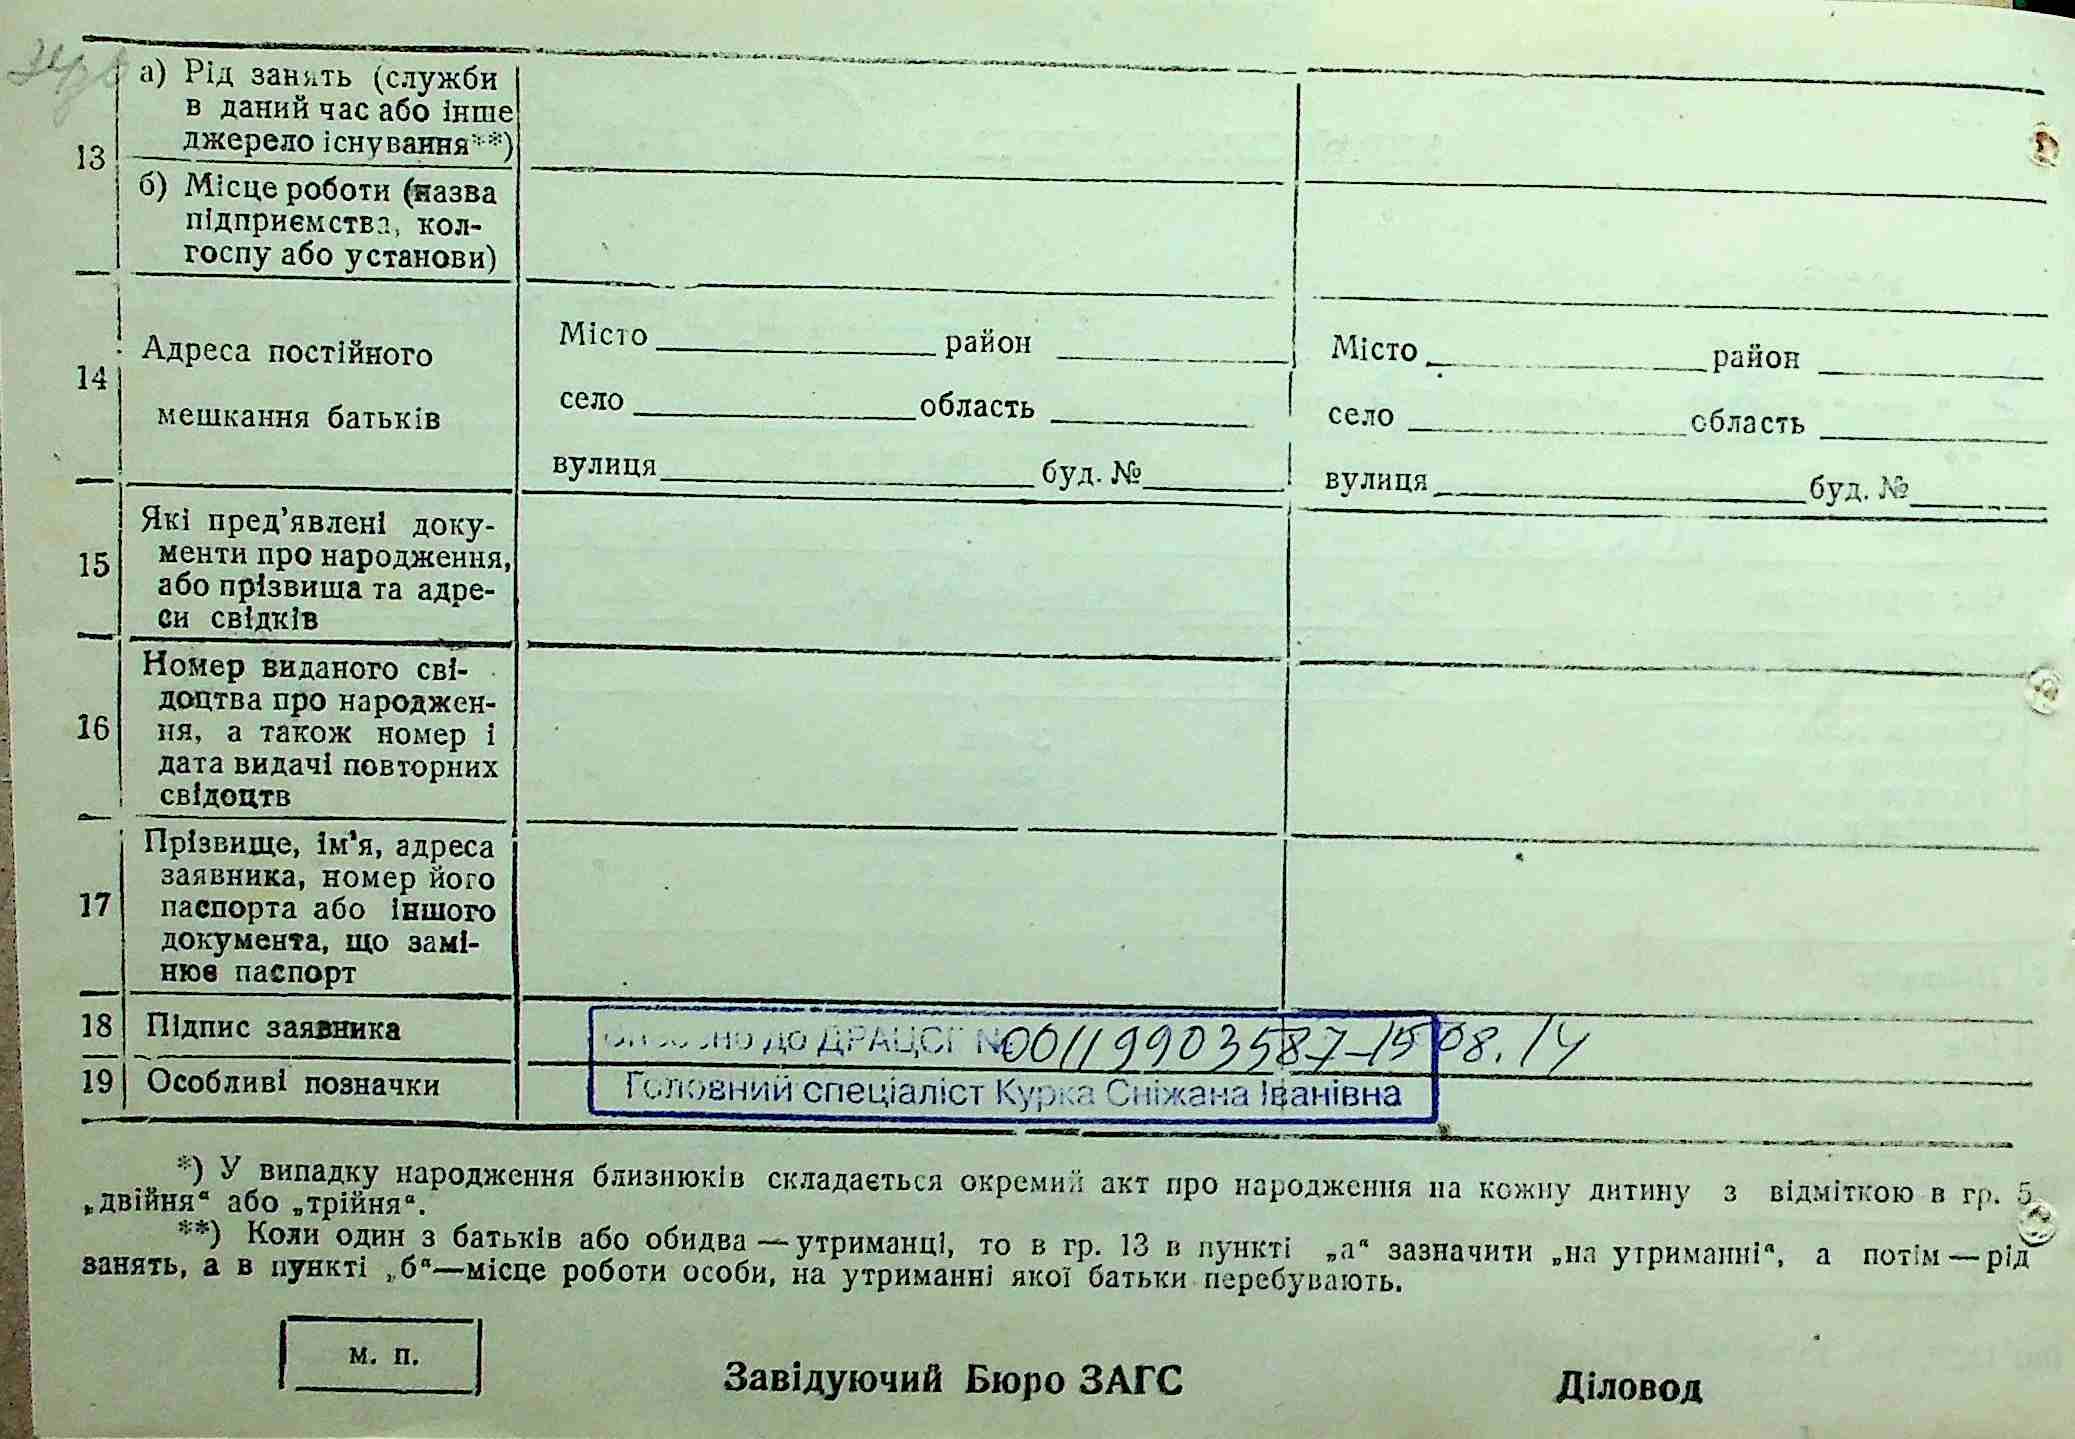 13
а) Рід занять (служби
в даний час або інше
джерело існування**)
б) Місце роботи (назва
підприємства, кол-
госпу або установи)
14
Адреса постійного
мешкання батьків
Місто район
село область
вулиця буд. №
Місто район
село область
вулиця буд. №
15
Які пред'явлені доку-
менти про народження,
або прізвища та адре-
си свідків
16
Номер виданого сві-
доцтва про народжен-
ня, а також номер і
дата видачі повторних
свідоцтв
17
Прізвище, ім'я, адреса
заявника, номер його
паспорта або іншого
документа, що замі-
нює паспорт
18 Підпис заявника
до ДРАЦСГ № 00119903587-15 08.14
19 Особливі позначки
Головний спеціаліст Курка Сніжана Іванівна
*) У випадку народження близнюків складається окремий акт про народження на кожну дитину з відміткою в гр. 5
„двійня“ або „трійня“.
**) Коли один з батьків або обидва — утриманці, то в гр. 13 в пункті „а“ зазначити „на утриманні“, а потім — рід
занять, а в пункті „б“—місце роботи особи, на утриманні якої батьки перебувають.
м. п.
Завідуючий Бюро ЗАГС
Діловод